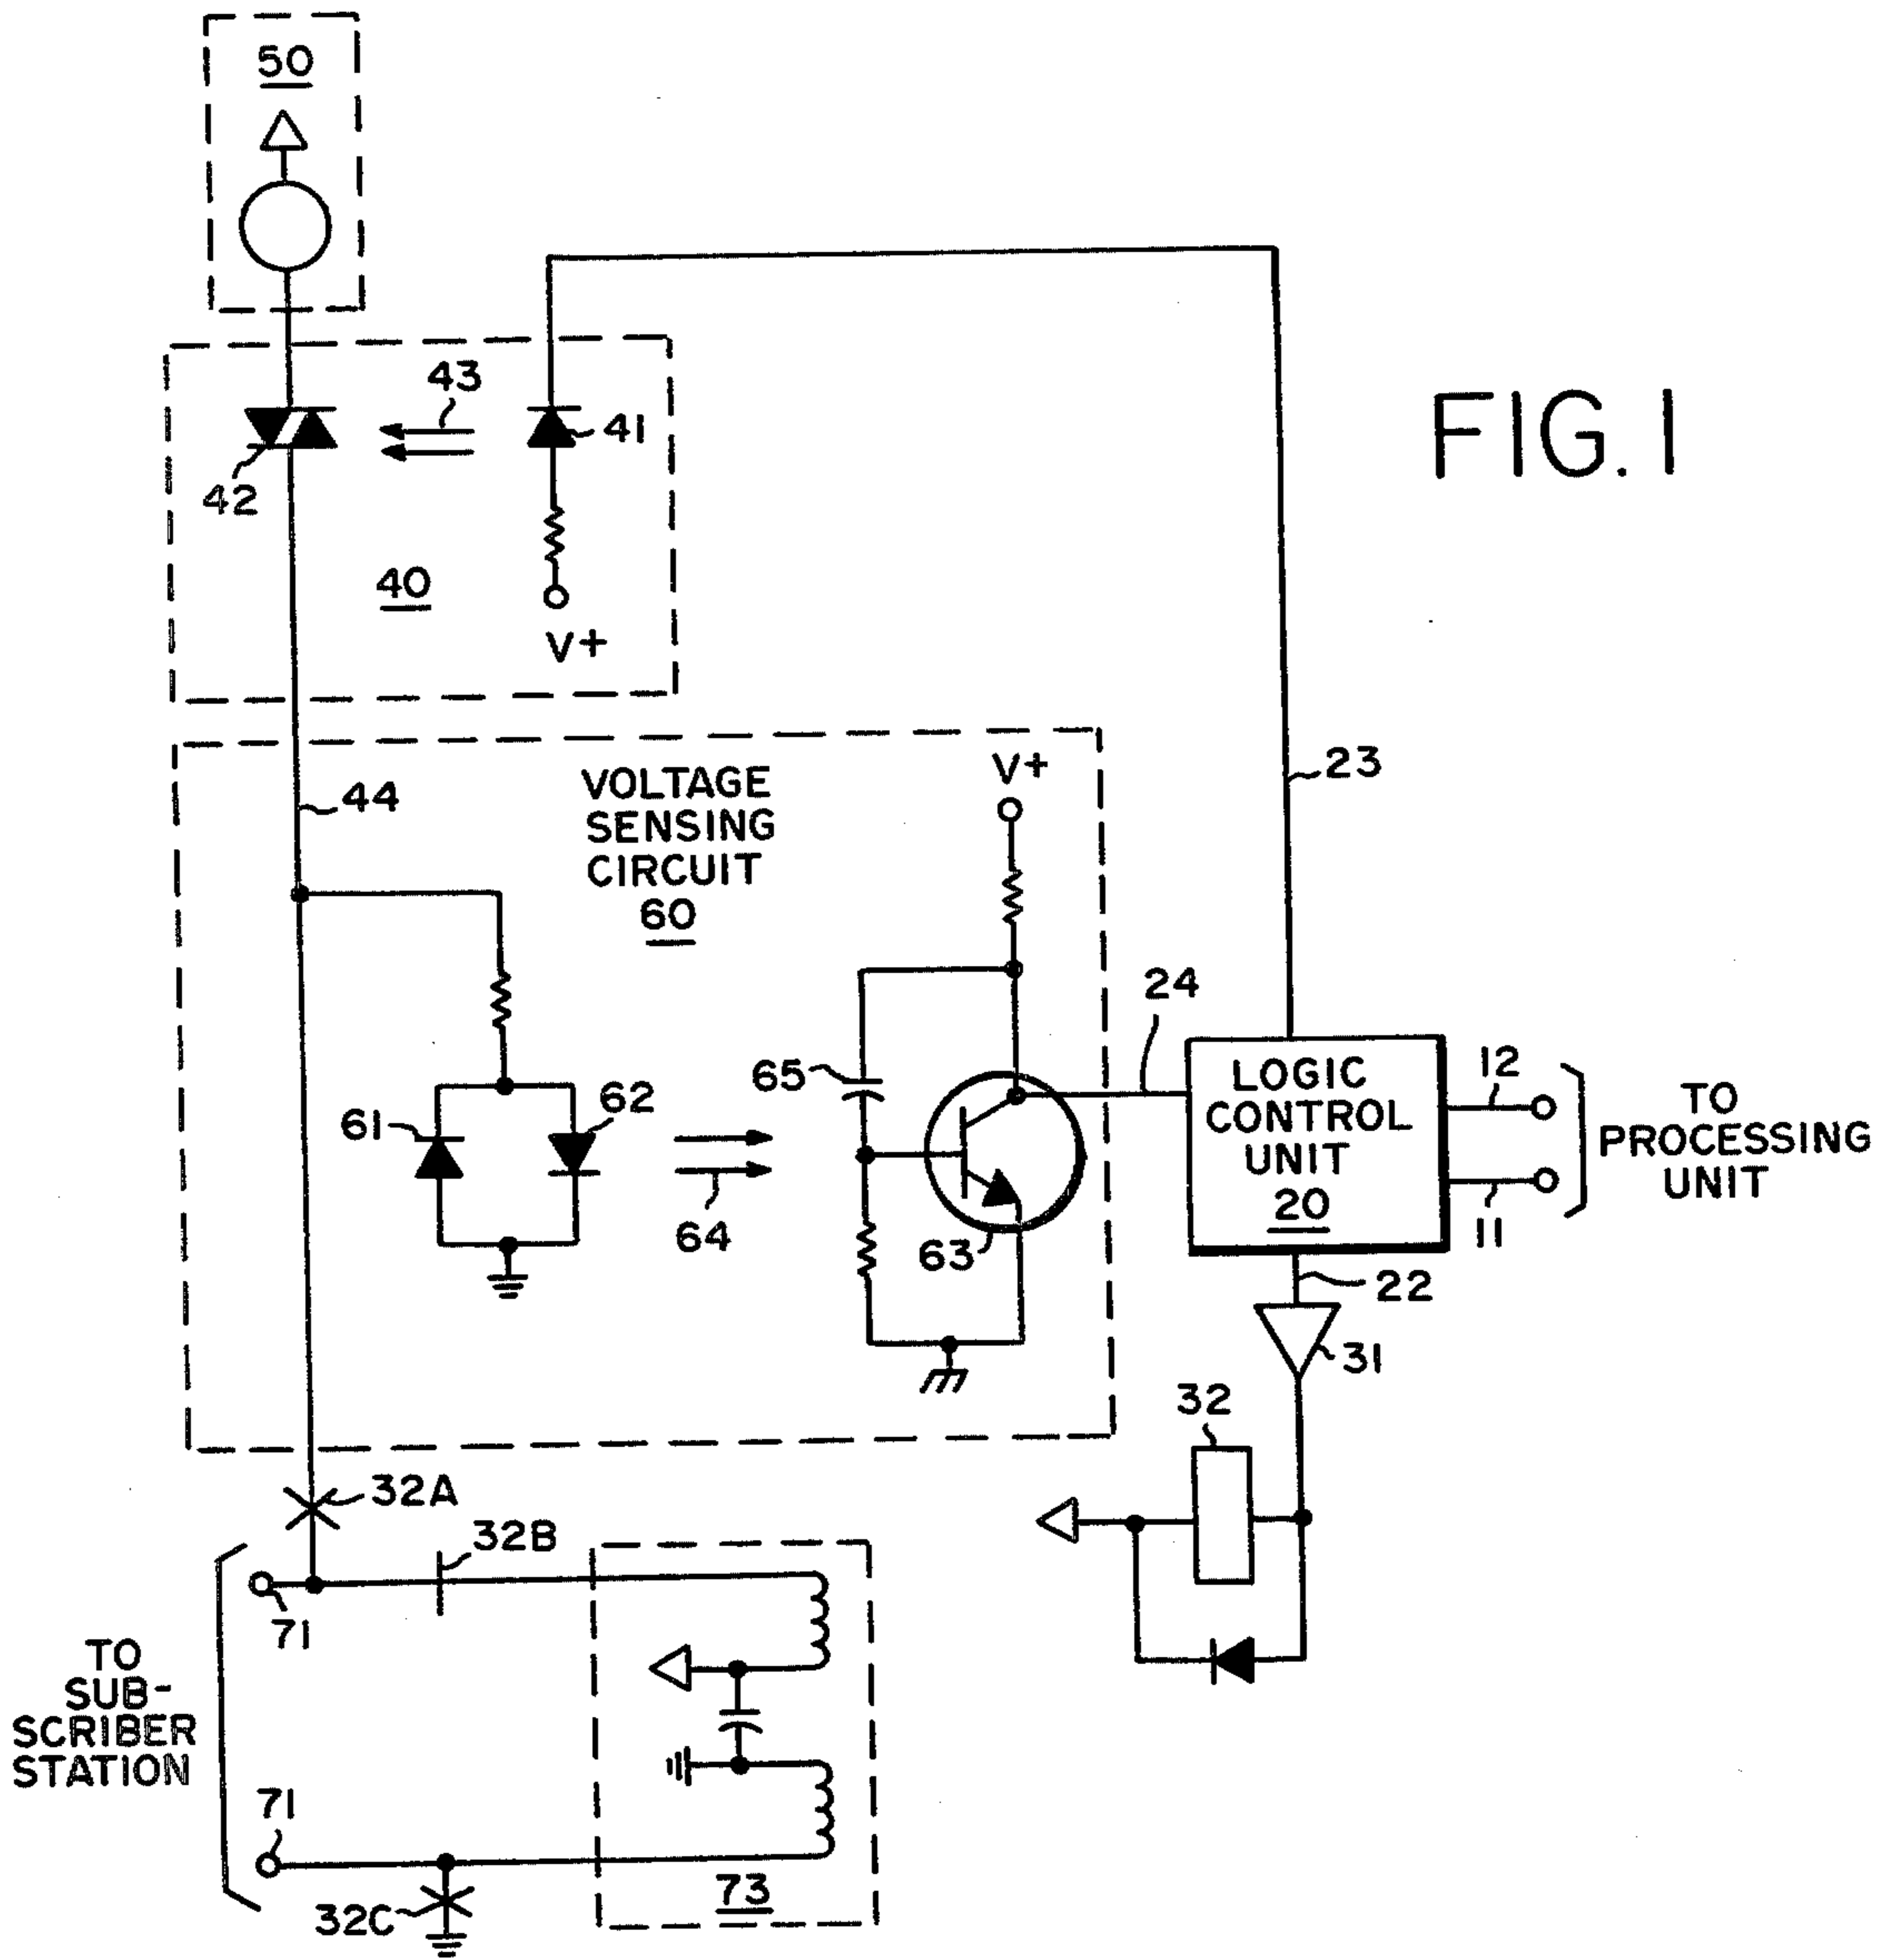 50
43
41
42
40
V+
FIG. 1
23
44
VOLTAGE
SENSING
CIRCUIT
60
V+
24
65
61
62
64
63
LOGIC
CONTROL
UNIT
20
12
11
TO
PROCESSING
UNIT
22
31
32
32A
32B
71
TO
SUB-
SCRIBER
STATION
71
32C
73